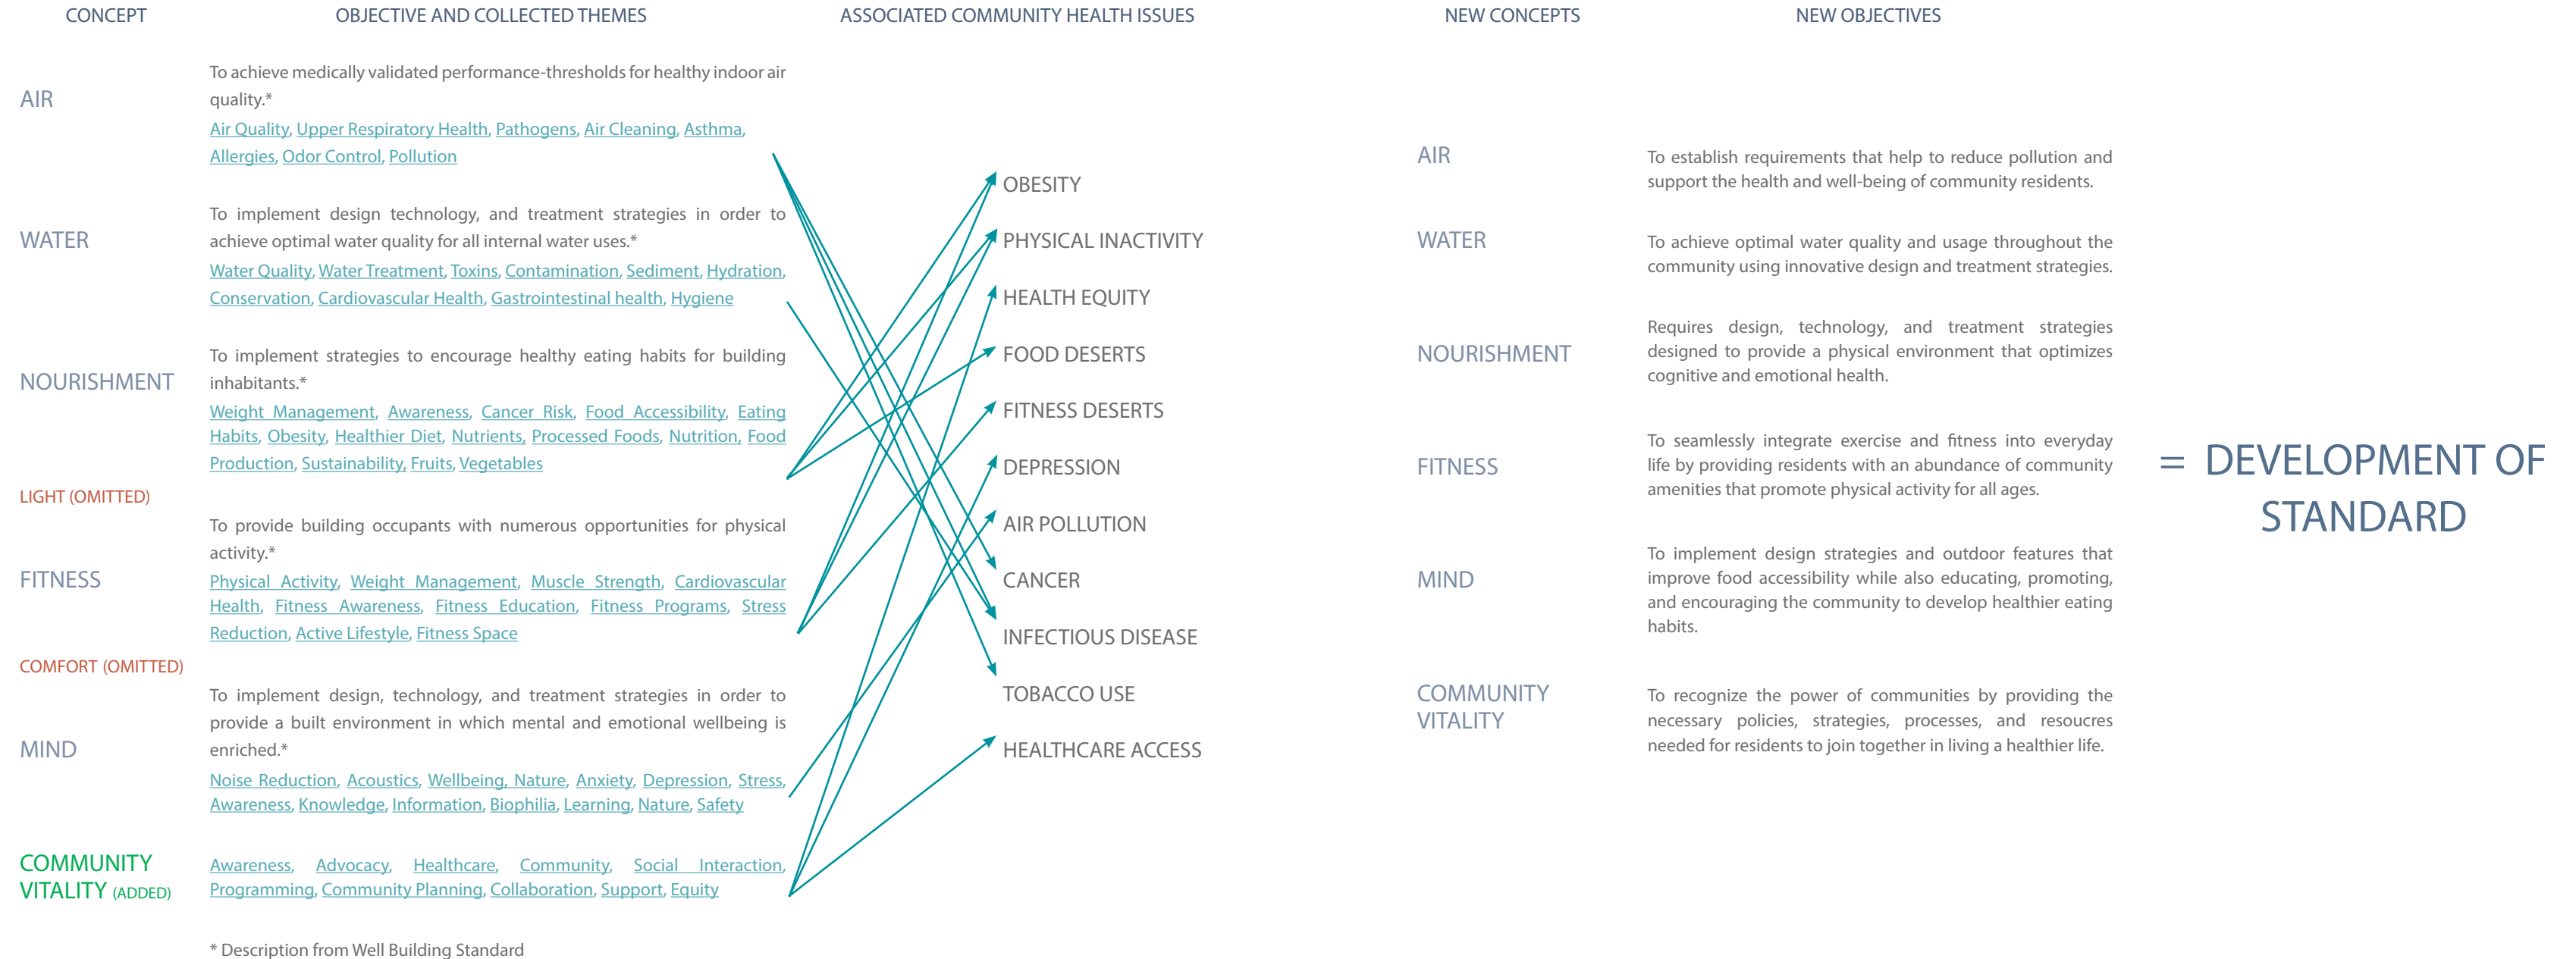 CONCEPT
OBJECTIVE AND COLLECTED THEMES
ASSOCIATED COMMUNITY HEALTH ISSUES
NEW CONCEPTS
NEW OBJECTIVES
AIR
To achieve medically validated performance-thresholds for healthy indoor air
quality.*
Air Quality, Upper Respiratory Health, Pathogens, Air Cleaning, Asthma,
Allergies, Odor Control, Pollution
WATER
To implement design technology, and treatment strategies in order to
achieve optimal water quality for all internal water uses.*
Water Quality, Water Treatment, Toxins, Contamination, Sediment, Hydration,
Conservation, Cardiovascular Health, Gastrointestinal health, Hygiene
NOURISHMENT
To implement strategies to encourage healthy eating habits for building
inhabitants.*
Weight Management, Awareness, Cancer Risk, Food Accessibility, Eating
Habits, Obesity, Healthier Diet, Nutrients, Processed Foods, Nutrition, Food
Production, Sustainability, Fruits, Vegetables
LIGHT (OMITTED)
FITNESS
To provide building occupants with numerous opportunities for physical
activity.*
Physical Activity, Weight Management, Muscle Strength, Cardiovascular
Health, Fitness Awareness, Fitness Education, Fitness Programs, Stress
Reduction, Active Lifestyle, Fitness Space
COMFORT (OMITTED)
MIND
To implement design, technology, and treatment strategies in order to
provide a built environment in which mental and emotional wellbeing is
enriched.*
Noise Reduction, Acoustics, Wellbeing, Nature, Anxiety, Depression, Stress,
Awareness, Knowledge, Information, Biophilia, Learning, Nature, Safety
COMMUNITY
VITALITY (ADDED)
Awareness, Advocacy, Healthcare, Community, Social Interaction,
Programming, Community Planning, Collaboration, Support, Equity
* Description from Well Building Standard
OBESITY
PHYSICAL INACTIVITY
HEALTH EQUITY
FOOD DESERTS
FITNESS DESERTS
DEPRESSION
AIR POLLUTION
CANCER
INFECTIOUS DISEASE
TOBACCO USE
HEALTHCARE ACCESS
AIR
To establish requirements that help to reduce pollution and
support the health and well-being of community residents.
WATER
To achieve optimal water quality and usage throughout the
community using innovative design and treatment strategies.
NOURISHMENT
Requires design, technology, and treatment strategies
designed to provide a physical environment that optimizes
cognitive and emotional health.
FITNESS
To seamlessly integrate exercise and fitness into everyday
life by providing residents with an abundance of community
amenities that promote physical activity for all ages.
MIND
To implement design strategies and outdoor features that
improve food accessibility while also educating, promoting,
and encouraging the community to develop healthier eating
habits.
COMMUNITY
VITALITY
To recognize the power of communities by providing the
necessary policies, strategies, processes, and resoucres
needed for residents to join together in living a healthier life.
= DEVELOPMENT OF
STANDARD